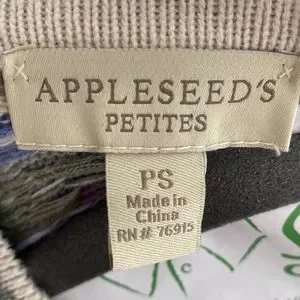 APPLESEED'S
PETITES
PS
Made in
China
RN# 76915